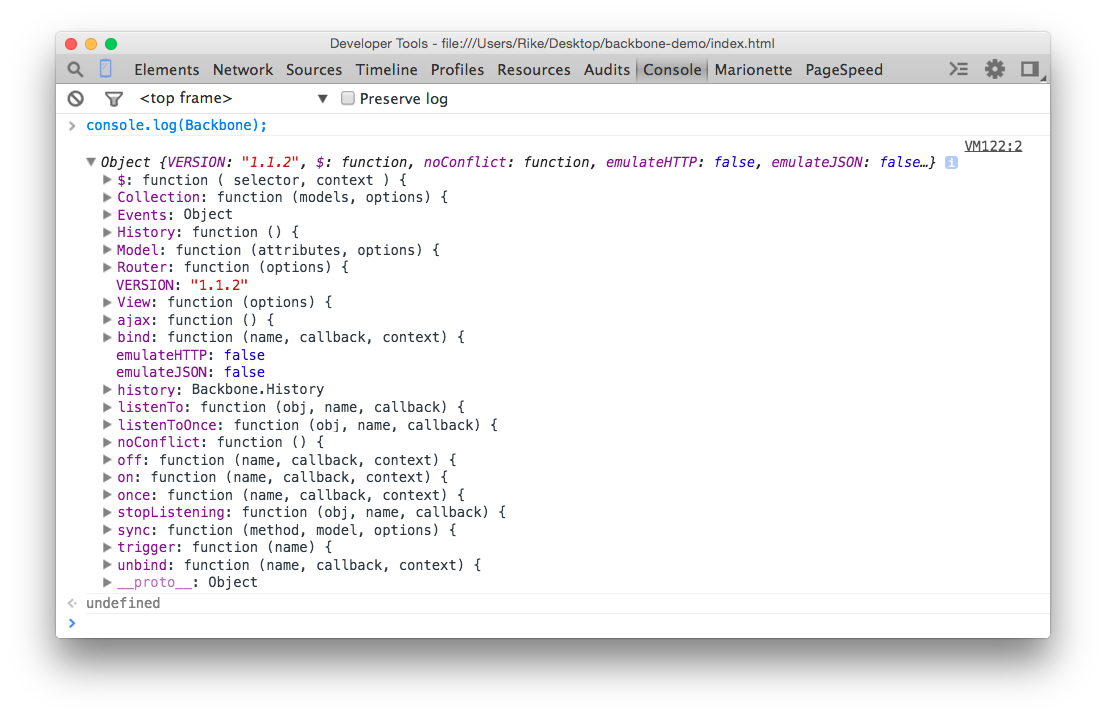 Developer Tools - file:///Users/Rike/Desktop/backbone-demo/index.html
Elements Network Sources Timeline Profiles Resources Audits Console Marionette PageSpeed
<top frame> ▼ Preserve log
> console.log(Backbone);
VM122:2
▼ Object {VERSION: "1.1.2", $: function, noConflict: function, emulateHTTP: false, emulateJSON: false…} i
▶ $: function ( selector, context ) {
▶ Collection: function (models, options) {
▶ Events: Object
▶ History: function () {
▶ Model: function (attributes, options) {
▶ Router: function (options) {
VERSION: "1.1.2"
▶ View: function (options) {
▶ ajax: function () {
▶ bind: function (name, callback, context) {
emulateHTTP: false
emulateJSON: false
▶ history: Backbone.History
▶ listenTo: function (obj, name, callback) {
▶ listenToOnce: function (obj, name, callback) {
▶ noConflict: function () {
▶ off: function (name, callback, context) {
▶ on: function (name, callback, context) {
▶ once: function (name, callback, context) {
▶ stopListening: function (obj, name, callback) {
▶ sync: function (method, model, options) {
▶ trigger: function (name) {
▶ unbind: function (name, callback, context) {
▶ __proto__: Object
undefined
>